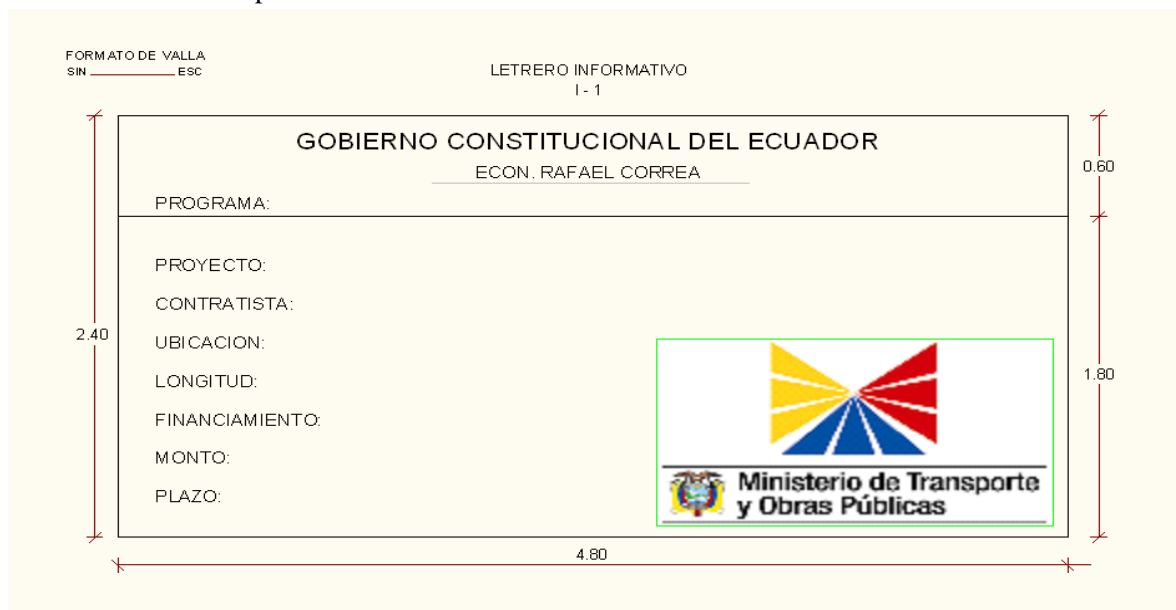 FORMATO DE VALLA
SIN ________ ESC
LETRERO INFORMATIVO
I - 1
GOBIERNO CONSTITUCIONAL DEL ECUADOR
ECON. RAFAEL CORREA
0.60
PROGRAMA:
PROYECTO:
CONTRATISTA:
2.40
UBICACION:
LONGITUD:
1.80
FINANCIAMIENTO:
MONTO:
PLAZO:
Ministerio de Transporte
y Obras Públicas
4.80